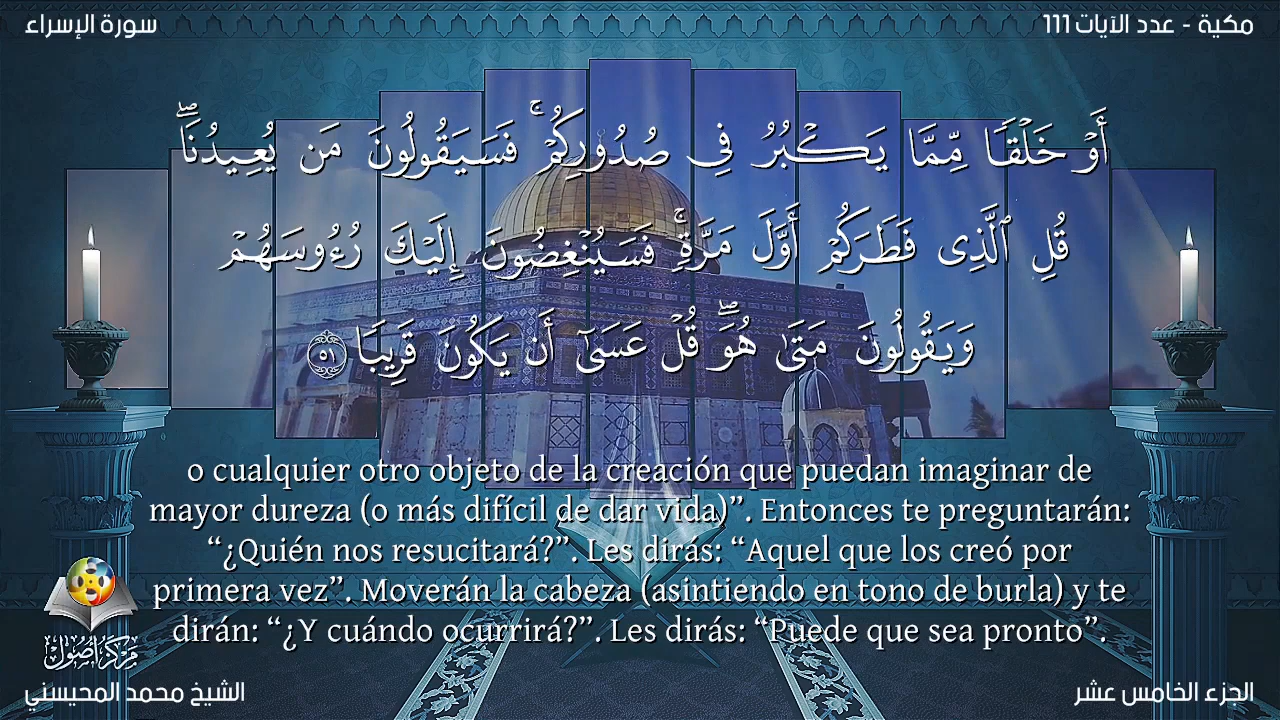 سورة الإسراء
مكية - عدد الآيات 111
أَوْ خَلْقًا مِّمَّا يَكْبُرُ فِى صُدُورِكُمْ ۚ فَسَيَقُولُونَ مَن يُعِيدُنَا ۖ
قُلِ ٱلَّذِى فَطَرَكُمْ أَوَّلَ مَرَّةٍ ۚ فَسَيُنْغِضُونَ إِلَيْكَ رُءُوسَهُمْ
وَيَقُولُونَ مَتَىٰ هُوَ ۖ قُلْ عَسَىٰٓ أَن يَكُونَ قَرِيبًا ٥١
o cualquier otro objeto de la creación que puedan imaginar de
mayor dureza (o más difícil de dar vida)”. Entonces te preguntarán:
“¿Quién nos resucitará?”. Les dirás: “Aquel que los creó por
primera vez”. Moverán la cabeza (asintiendo en tono de burla) y te
dirán: “¿Y cuándo ocurrirá?”. Les dirás: “Puede que sea pronto”.
مركز أصول
الشيخ محمد المحيسني
الجزء الخامس عشر